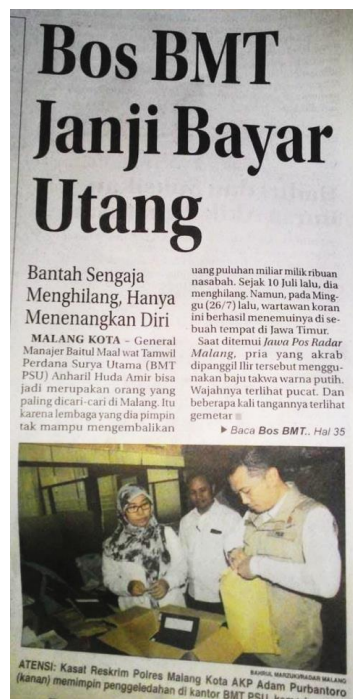 Bos BMT
Janji Bayar
Utang
Bantah Sengaja
Menghilang, Hanya
Menenangkan Diri
MALANG KOTA – General
Manajer Baitul Maal wat Tamwil
Perdana Surya Utama (BMT
PSU) Anharil Huda Amir bisa
jadi merupakan orang yang
paling dicari-cari di Malang. Itu
karena lembaga yang dia pimpin
tak mampu mengembalikan
uang puluhan miliar milik ribuan
nasabah. Sejak 10 Juli lalu, dia
menghilang. Namun, pada Ming-
gu (26/7) lalu, wartawan koran
ini berhasil menemuinya di se-
buah tempat di Jawa Timur.
Saat ditemui Jawa Pos Radar
Malang, pria yang akrab
dipanggil Ilir tersebut menggu-
nakan baju takwa warna putih.
Wajahnya terlihat pucat. Dan
beberapa kali tangannya terlihat
gemetar
Baca Bos BMT.. Hal 35
BAHRUL MARZUKI/RADAR MALANG
ATENSI: Kasat Reskrim Polres Malang Kota AKP Adam Purbantoro
(kanan) memimpin penggeledahan di kantor BMT PSU,